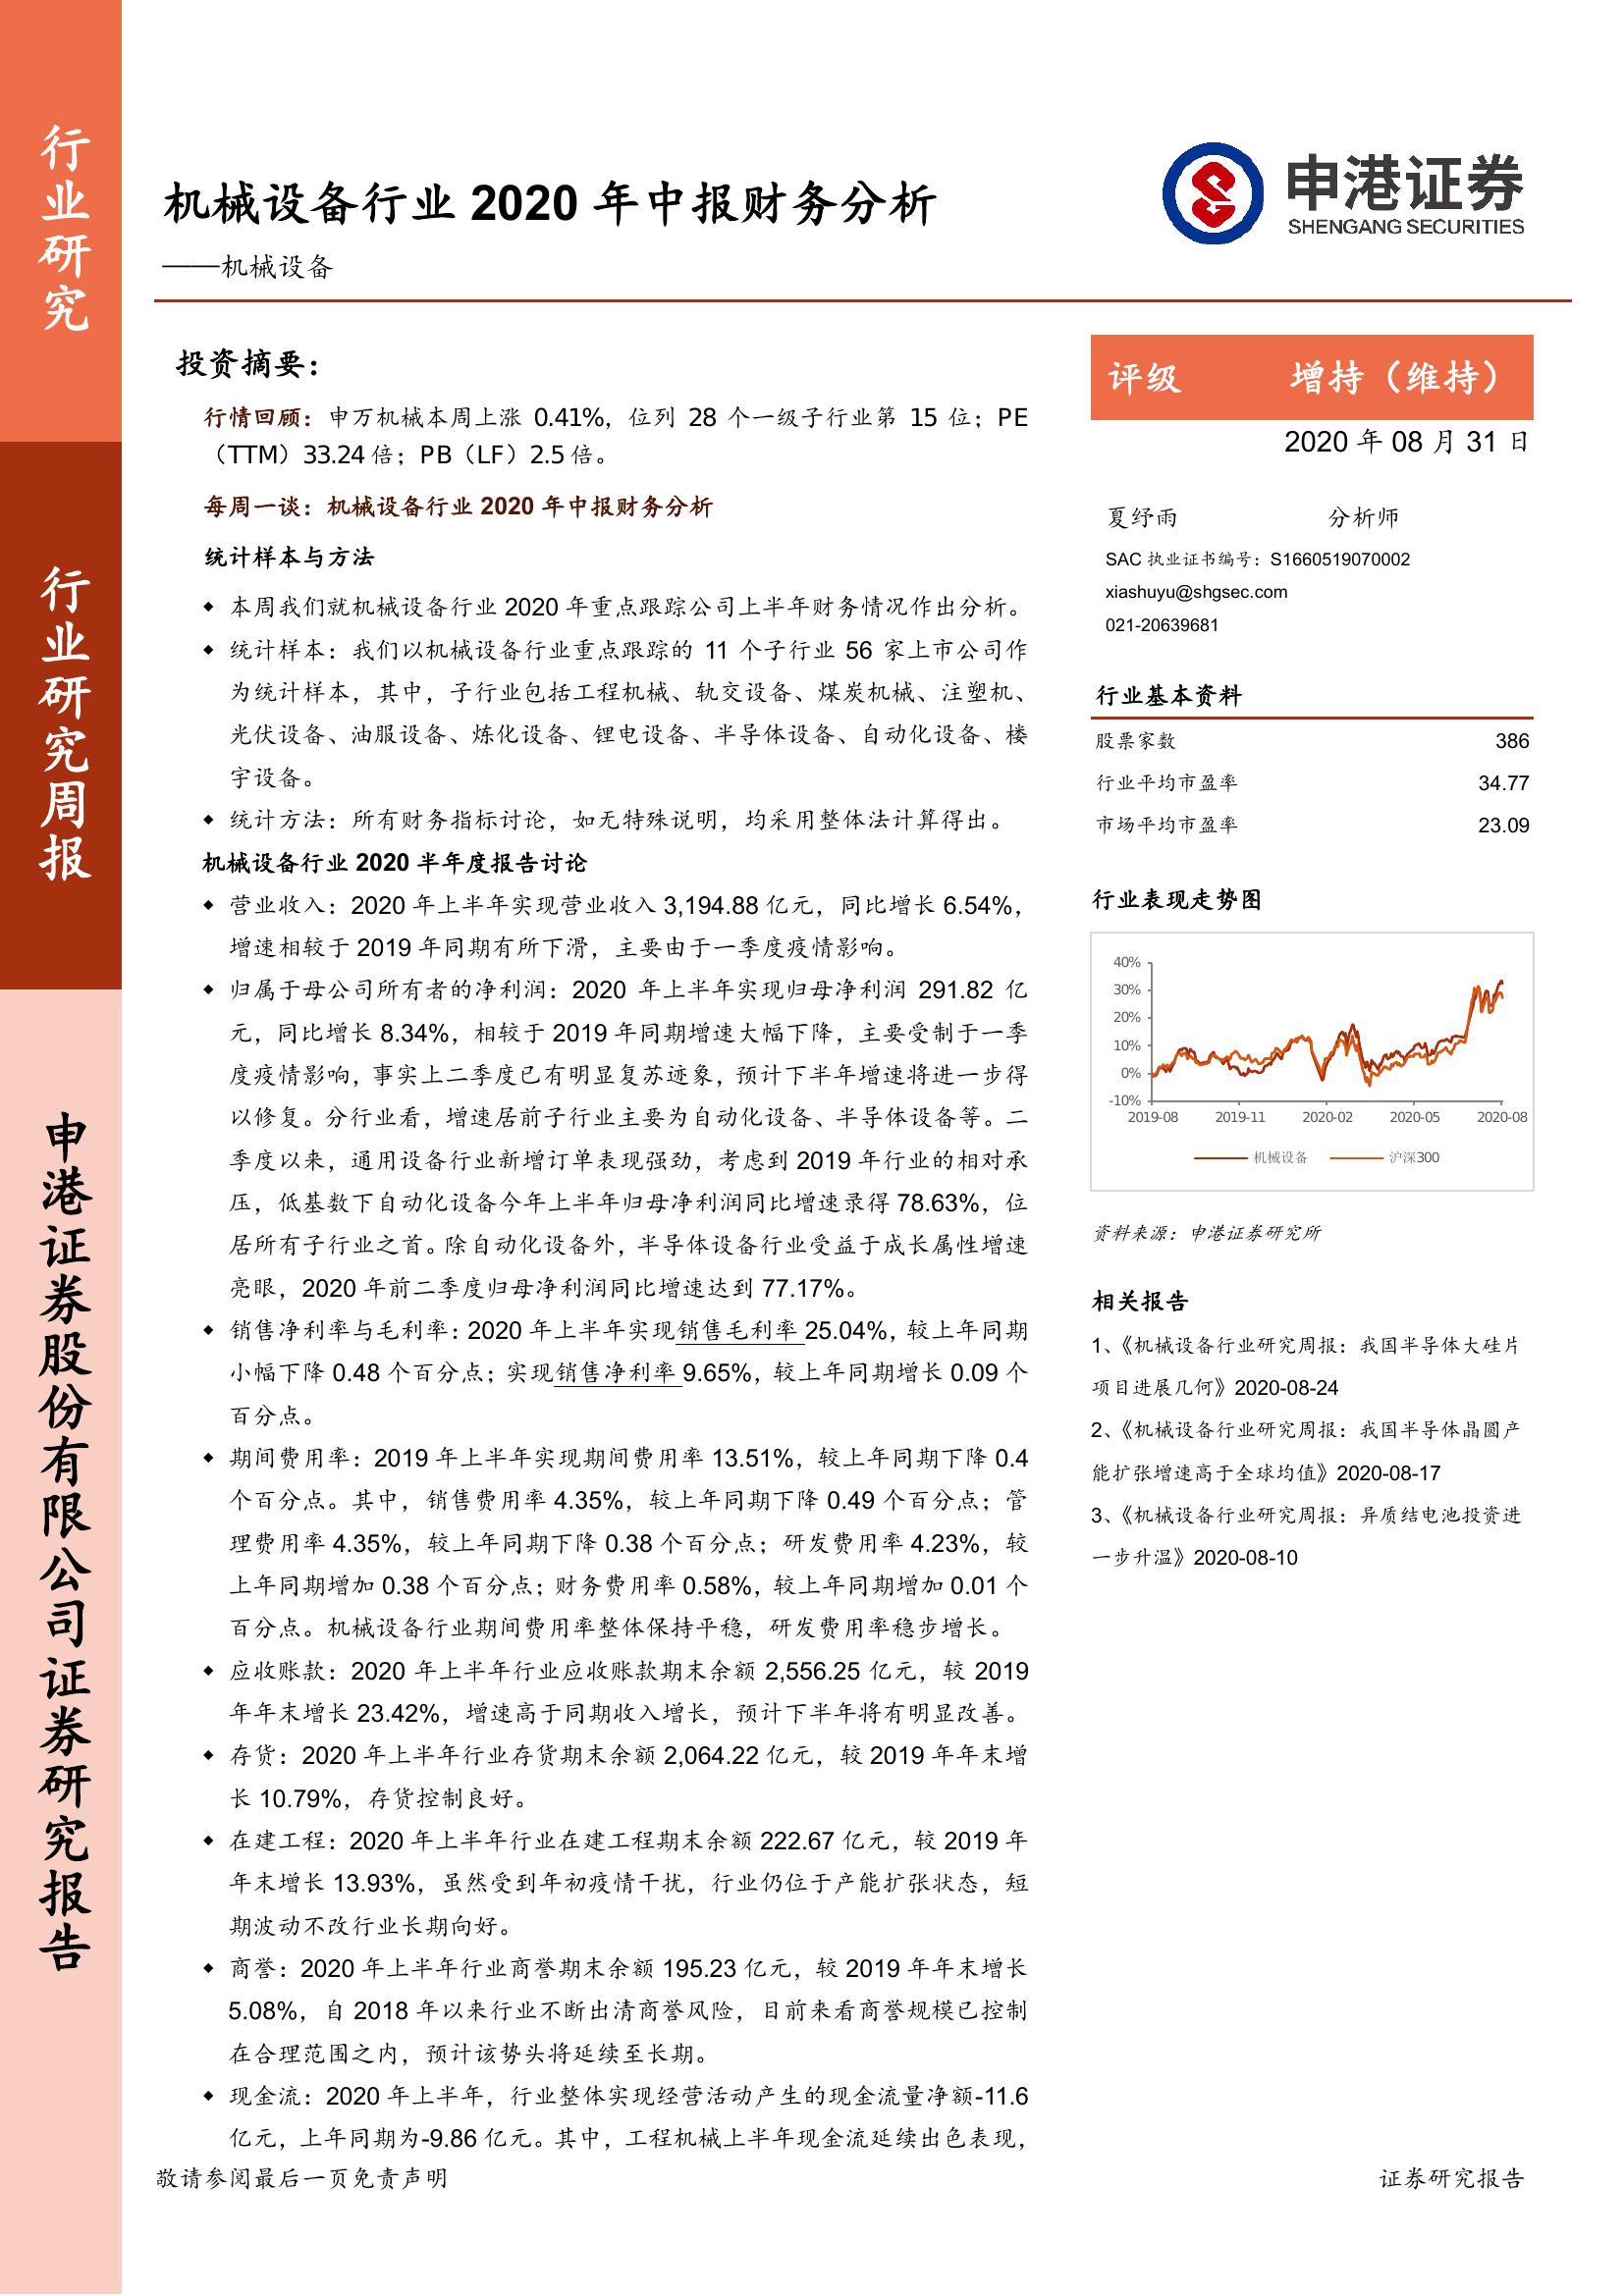 行业研究
行业研究周报
申港证券股份有限公司证券研究报告
机械设备行业 2020 年中报财务分析
——机械设备
申港证券
SHENGANG SECURITIES
投资摘要：
行情回顾：申万机械本周上涨 0.41%，位列 28 个一级子行业第 15 位；PE
（TTM）33.24 倍；PB（LF）2.5 倍。
每周一谈：机械设备行业 2020 年中报财务分析
统计样本与方法
◆ 本周我们就机械设备行业 2020 年重点跟踪公司上半年财务情况作出分析。
◆ 统计样本：我们以机械设备行业重点跟踪的 11 个子行业 56 家上市公司作
为统计样本，其中，子行业包括工程机械、轨交设备、煤炭机械、注塑机、
光伏设备、油服设备、炼化设备、锂电设备、半导体设备、自动化设备、楼
宇设备。
◆ 统计方法：所有财务指标讨论，如无特殊说明，均采用整体法计算得出。
机械设备行业 2020 半年度报告讨论
◆ 营业收入：2020 年上半年实现营业收入 3,194.88 亿元，同比增长 6.54%，
增速相较于 2019 年同期有所下滑，主要由于一季度疫情影响。
◆ 归属于母公司所有者的净利润：2020 年上半年实现归母净利润 291.82 亿
元，同比增长 8.34%，相较于 2019 年同期增速大幅下降，主要受制于一季
度疫情影响，事实上二季度已有明显复苏迹象，预计下半年增速将进一步得
以修复。分行业看，增速居前子行业主要为自动化设备、半导体设备等。二
季度以来，通用设备行业新增订单表现强劲，考虑到 2019 年行业的相对承
压，低基数下自动化设备今年上半年归母净利润同比增速录得 78.63%，位
居所有子行业之首。除自动化设备外，半导体设备行业受益于成长属性增速
亮眼，2020 年前二季度归母净利润同比增速达到 77.17%。
◆ 销售净利率与毛利率：2020 年上半年实现销售毛利率 25.04%，较上年同期
小幅下降 0.48 个百分点；实现销售净利率 9.65%，较上年同期增长 0.09 个
百分点。
◆ 期间费用率：2019 年上半年实现期间费用率 13.51%，较上年同期下降 0.4
个百分点。其中，销售费用率 4.35%，较上年同期下降 0.49 个百分点；管
理费用率 4.35%，较上年同期下降 0.38 个百分点；研发费用率 4.23%，较
上年同期增加 0.38 个百分点；财务费用率 0.58%，较上年同期增加 0.01 个
百分点。机械设备行业期间费用率整体保持平稳，研发费用率稳步增长。
◆ 应收账款：2020 年上半年行业应收账款期末余额 2,556.25 亿元，较 2019
年年末增长 23.42%，增速高于同期收入增长，预计下半年将有明显改善。
◆ 存货：2020 年上半年行业存货期末余额 2,064.22 亿元，较 2019 年年末增
长 10.79%，存货控制良好。
◆ 在建工程：2020 年上半年行业在建工程期末余额 222.67 亿元，较 2019 年
年末增长 13.93%，虽然受到年初疫情干扰，行业仍位于产能扩张状态，短
期波动不改行业长期向好。
◆ 商誉：2020 年上半年行业商誉期末余额 195.23 亿元，较 2019 年年末增长
5.08%，自 2018 年以来行业不断出清商誉风险，目前来看商誉规模已控制
在合理范围之内，预计该势头将延续至长期。
◆ 现金流：2020 年上半年，行业整体实现经营活动产生的现金流量净额-11.6
亿元，上年同期为-9.86 亿元。其中，工程机械上半年现金流延续出色表现，
评级 增持（维持）
2020 年 08 月 31 日
夏纾雨 分析师
SAC 执业证书编号：S1660519070002
xiashuyu@shgsec.com
021-20639681
行业基本资料
股票家数 386
行业平均市盈率 34.77
市场平均市盈率 23.09
行业表现走势图
40%
30%
20%
10%
0%
-10%
2019-08 2019-11 2020-02 2020-05 2020-08
机械设备 沪深300
资料来源：申港证券研究所
相关报告
1、《机械设备行业研究周报：我国半导体大硅片
项目进展几何》2020-08-24
2、《机械设备行业研究周报：我国半导体晶圆产
能扩张增速高于全球均值》2020-08-17
3、《机械设备行业研究周报：异质结电池投资进
一步升温》2020-08-10
敬请参阅最后一页免责声明 证券研究报告